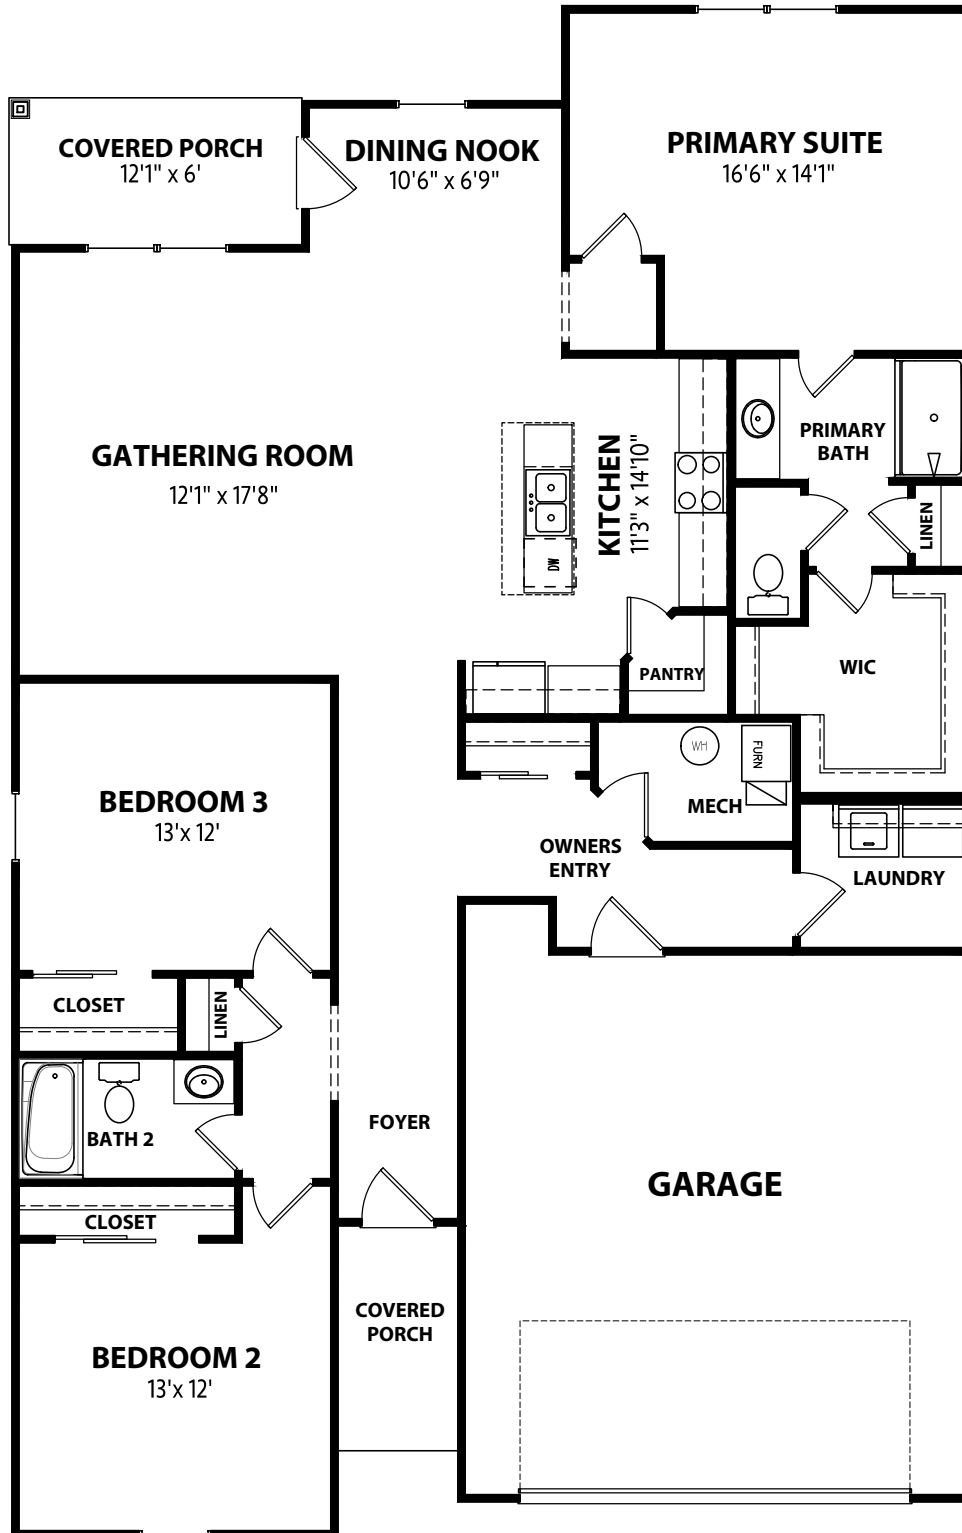 COVERED PORCH
12'1" x 6'
DINING NOOK
10'6" x 6'9"
PRIMARY SUITE
16'6" x 14'1"
GATHERING ROOM
12'1" x 17'8"
KITCHEN
11'3" x 14'10"
DW
PRIMARY
BATH
LINEN
PANTRY
WIC
WH
FURN
MECH
BEDROOM 3
13'x 12'
OWNERS
ENTRY
LAUNDRY
CLOSET
LINEN
BATH 2
FOYER
GARAGE
CLOSET
COVERED
PORCH
BEDROOM 2
13'x 12'